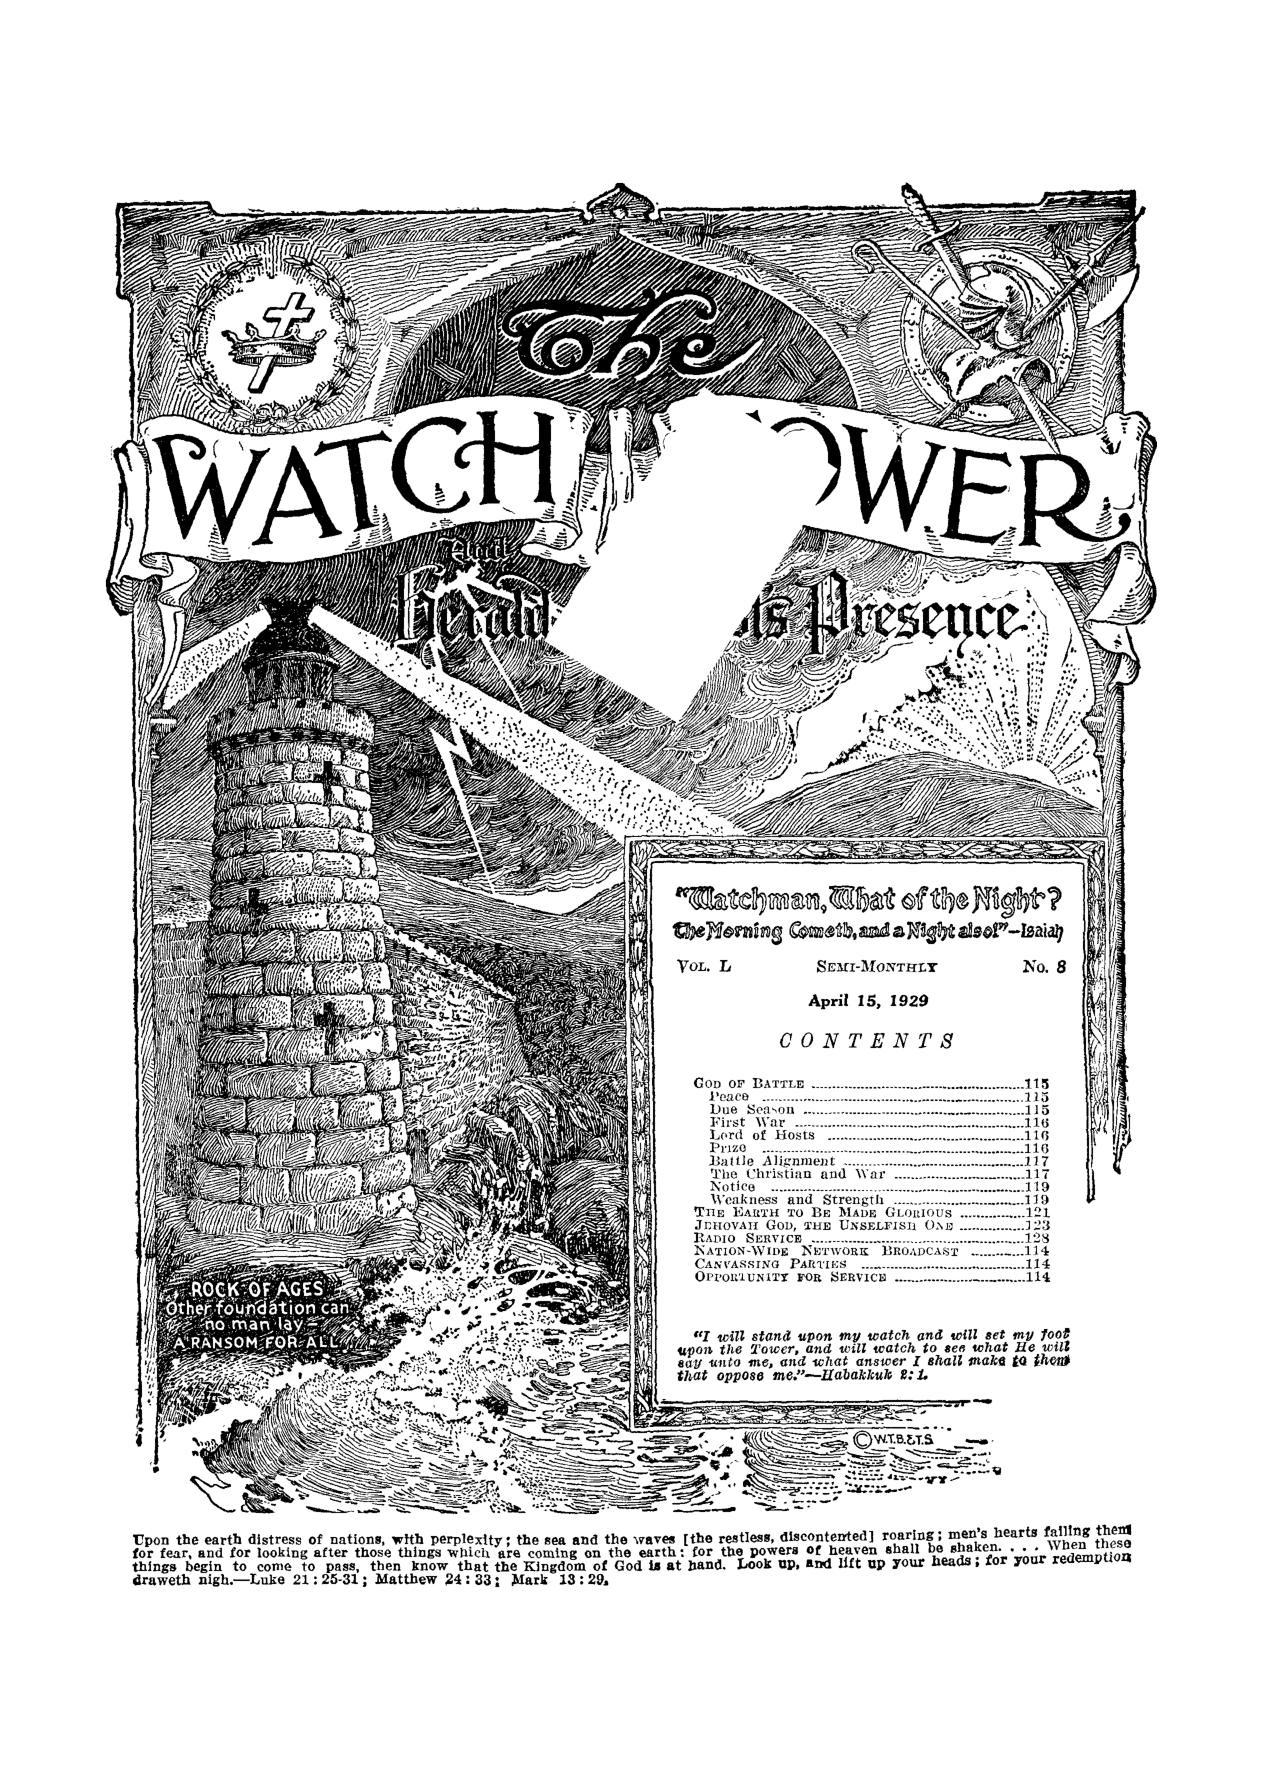 The
WATCH OWER
And
Herald t's Presence
"Watchman, What of the Night?
The Morning Cometh, and a Night also!"—Isaiah
VOL. L SEMI-MONTHLY No. 8
April 15, 1929
CONTENTS
GOD OF BATTLE 115
Peace 115
Due Season 115
First War 116
Lord of Hosts 116
Prize 116
Battle Alignment 117
The Christian and War 117
Notice 119
Weakness and Strength 119
THE EARTH TO BE MADE GLORIOUS 121
JEHOVAH GOD, THE UNSELFISH ONE 123
RADIO SERVICE 128
NATION-WIDE NETWORK BROADCAST 114
CANVASSING PARTIES 114
OPPORTUNITY FOR SERVICE 114
"I will stand upon my watch and will set my foot
upon the Tower, and will watch to see what He will
say unto me, and what answer I shall make to them
that oppose me."—Habakkuk 2:1.
ROCK OF AGES
Other foundation can
no man lay—
A RANSOM FOR ALL
© W.T.B.&T.S.
Upon the earth distress of nations, with perplexity; the sea and the waves [the restless, discontented] roaring; men's hearts failing them
for fear, and for looking after those things which are coming on the earth: for the powers of heaven shall be shaken. . . . When these
things begin to come to pass, then know that the Kingdom of God is at hand. Look up, and lift up your heads; for your redemption
draweth nigh.—Luke 21:25-31; Matthew 24:33; Mark 13:29.